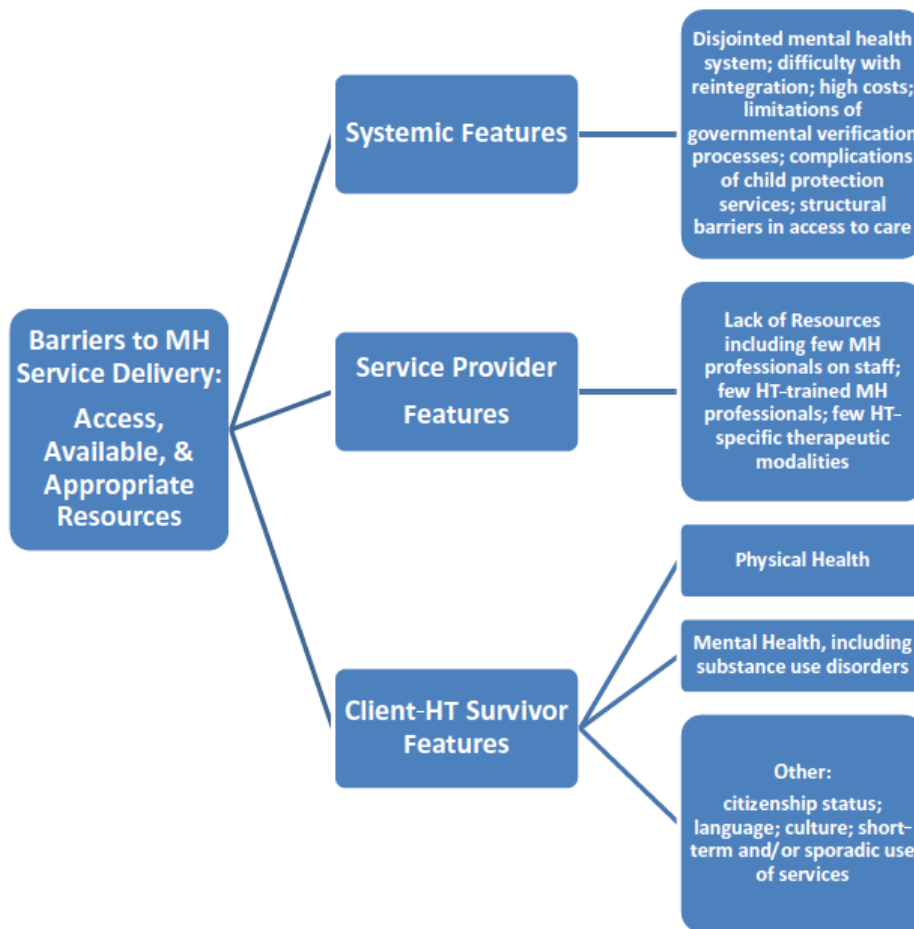 Barriers to MH
Service Delivery:
Access,
Available, &
Appropriate
Resources
Systemic Features
Disjointed mental health
system; difficulty with
reintegration; high costs;
limitations of
governmental verification
processes; complications
of child protection
services; structural
barriers in access to care
Service Provider
Features
Lack of Resources
including few MH
professionals on staff;
few HT-trained MH
professionals; few HT-
specific therapeutic
modalities
Client-HT Survivor
Features
Physical Health
Mental Health, including
substance use disorders
Other:
citizenship status;
language; culture; short-
term and/or sporadic use
of services